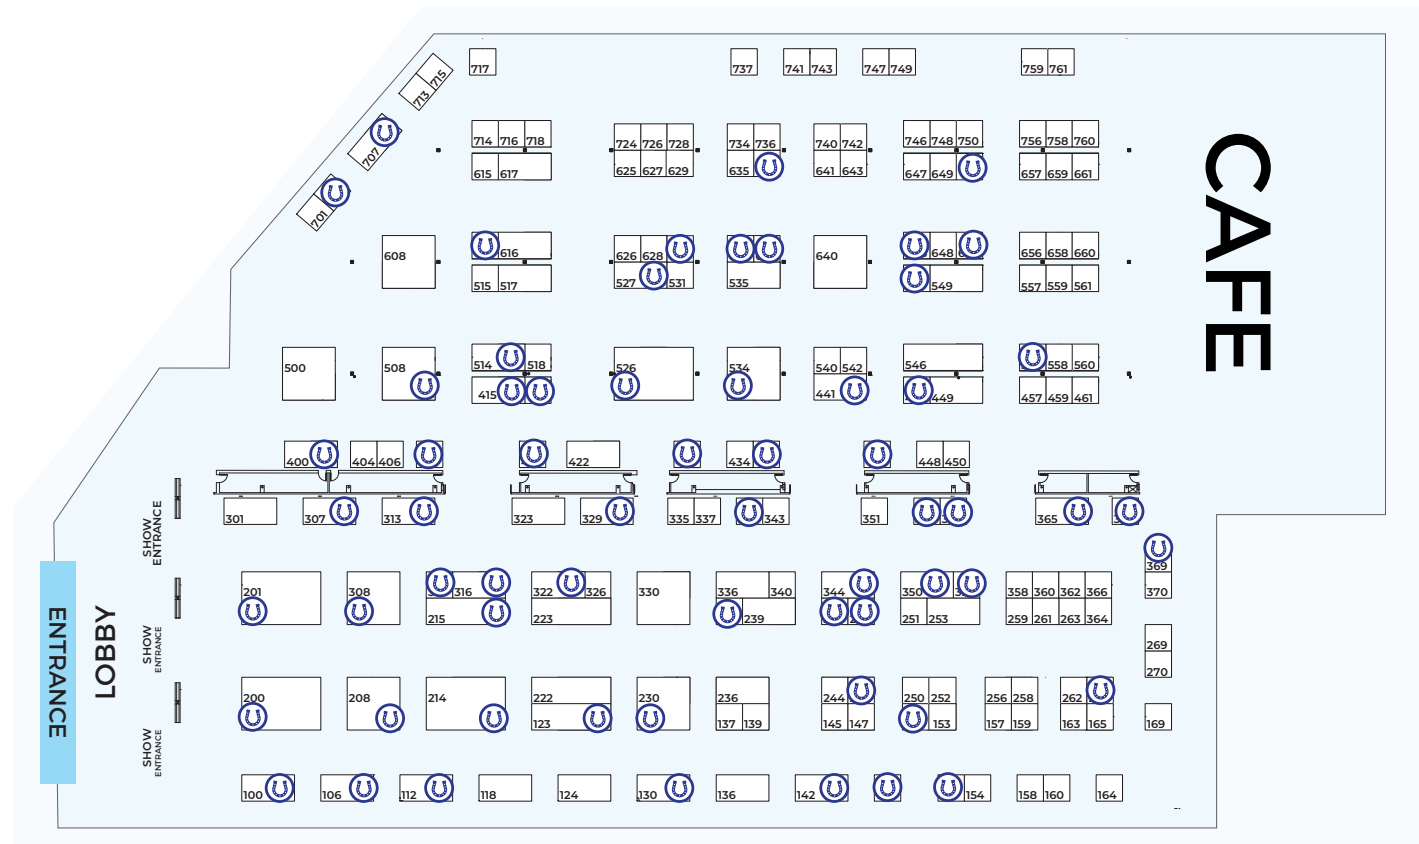 717 737 741 743 747 749 759 761
713 715
707
701
714 716 718 724 726 728 734 736 740 742 746 748 750 756 758 760
615 617 625 627 629 635 641 643 647 649 657 659 661
608 616 626 628 640 648 656 658 660
515 517 527 531 535 549 557 559 561
500 508 514 518 526 534 540 542 546 558 560
415 441 449 457 459 461
400 404 406 422 434 448 450
301 307 313 323 329 335 337 343 351 365
369
201 308 316 322 326 330 336 340 344 350 358 360 362 366 370
215 223 239 251 253 259 261 263 364
269
270
200 208 214 222 230 236 244 250 252 256 258 262
123 137 139 145 147 153 157 159 163 165 169
100 106 112 118 124 130 136 142 154 158 160 164
CAFE
SHOW
ENTRANCE
SHOW
ENTRANCE
SHOW
ENTRANCE
LOBBY
ENTRANCE